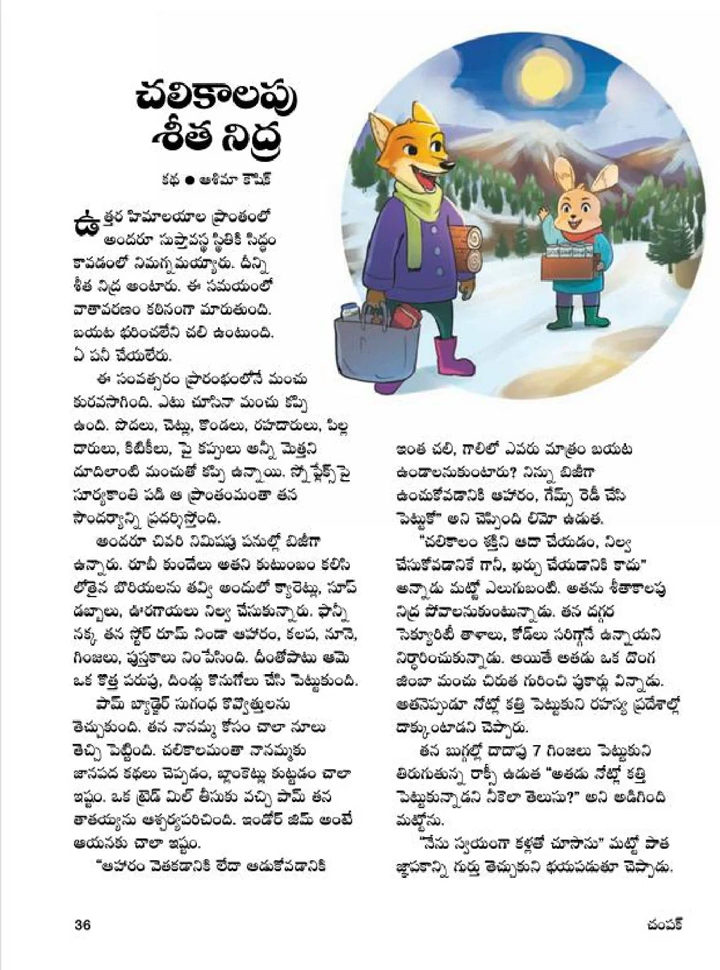 చలికాలపు
శీత నిద్ర
కథ ● ఆశిమా కౌషిక్
ఉత్తర హిమాలయాల ప్రాంతంలో
అందరూ సుప్తావస్థ స్థితికి సిద్ధం
కావడంలో నిమగ్నమయ్యారు. దీన్ని
శీత నిద్ర అంటారు. ఈ సమయంలో
వాతావరణం కఠినంగా మారుతుంది.
బయట భరించలేని చలి ఉంటుంది.
ఏ పనీ చేయలేరు.
ఈ సంవత్సరం ప్రారంభంలోనే మంచు
కురవసాగింది. ఎటు చూసినా మంచు కప్పి
ఉంది. పొదలు, చెట్లు, కొండలు, రహదారులు, పిల్ల
దారులు, కిటికీలు, పై కప్పులు అన్నీ మెత్తని
దూదిలాంటి మంచుతో కప్పి ఉన్నాయి. స్నోఫ్లేక్స్‌పై
సూర్యకాంతి పడి ఆ ప్రాంతంమంతా తన
సౌందర్యాన్ని ప్రదర్శిస్తోంది.
అందరూ చివరి నిమిషపు పనుల్లో బిజీగా
ఉన్నారు. రూబీ కుందేలు అతని కుటుంబం కలిసి
లోతైన బొరియలను తవ్వి అందులో క్యారెట్లు, సూప్
డబ్బాలు, ఊరగాయలు నిల్వ చేసుకున్నారు. ఫానీ్న
నక్క తన స్టోర్ రూమ్ నిండా ఆహారం, కలప, నూనె,
గింజలు, పుస్తకాలు నింపేసింది. దీంతోపాటు ఆమె
ఒక కొత్త పరుపు, దిండ్లు కొనుగోలు చేసి పెట్టుకుంది.
పామ్ బ్యాడ్జెర్ సుగంధ కొవ్వొత్తులను
తెచ్చుకుంది. తన నానమ్మ కోసం చాలా నూలు
తెచ్చి పెట్టింది. చలికాలమంతా నానమ్మకు
జానపద కథలు చెప్పడం, బ్లాంకెట్లు కుట్టడం చాలా
ఇష్టం. ఒక ట్రెడ్ మిల్ తీసుకు వచ్చి పామ్ తన
తాతయ్యను ఆశ్చర్యపరిచింది. ఇండోర్ జిమ్ అంటే
ఆయనకు చాలా ఇష్టం.
“ఆహారం వెతకడానికి లేదా ఆడుకోవడానికి
ఇంత చలి, గాలిలో ఎవరు మాత్రం బయట
ఉండాలనుకుంటారు? నిన్ను బిజీగా
ఉంచుకోవడానికి ఆహారం, గేమ్స్ రెడీ చేసి
పెట్టుకో” అని చెప్పింది లిమో ఉడుత.
“చలికాలం శక్తిని ఆదా చేయడం, నిల్వ
చేసుకోవడానికే గానీ, ఖర్చు చేయడానికి కాదు”
అన్నాడు మట్టో ఎలుగుబంటి. అతను శీతాకాలపు
నిద్ర పోవాలనుకుంటున్నాడు. తన దగ్గర
సెక్యూరిటీ తాళాలు, కోడ్‌లు సరిగ్గానే ఉన్నాయని
నిర్ధారించుకున్నాడు. అయితే అతడు ఒక దొంగ
జింబా మంచు చిరుత గురించి పుకార్లు విన్నాడు.
అతనెప్పుడూ నోట్లో కత్తి పెట్టుకుని రహస్య ప్రదేశాల్లో
దాక్కుంటాడని చెప్పారు.
తన బుగ్గల్లో దాదాపు 7 గింజలు పెట్టుకుని
తిరుగుతున్న రాక్సీ ఉడుత “అతడు నోట్లో కత్తి
పెట్టుకున్నాడని నీకెలా తెలుసు?” అని అడిగింది
మట్టోను.
“నేను స్వయంగా కళ్లతో చూసాను” మట్టో పాత
జ్ఞాపకాన్ని గుర్తు తెచ్చుకుని భయపడుతూ చెప్పాడు.
36
చంపక్